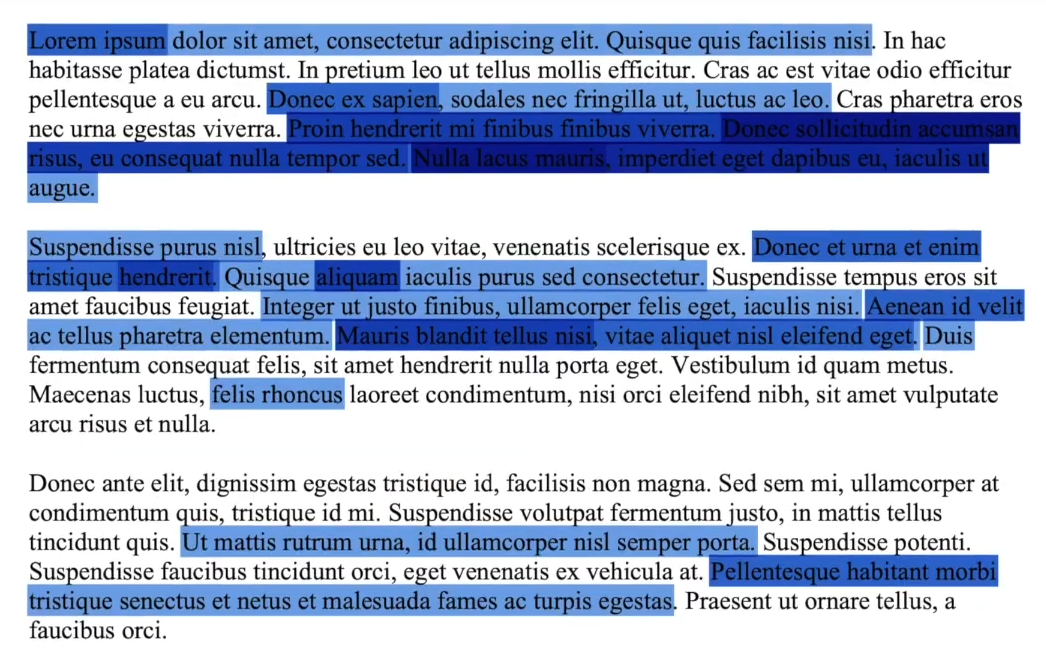 Lorem ipsum dolor sit amet, consectetur adipiscing elit. Quisque quis facilisis nisi. In hac
habitasse platea dictumst. In pretium leo ut tellus mollis efficitur. Cras ac est vitae odio efficitur
pellentesque a eu arcu. Donec ex sapien, sodales nec fringilla ut, luctus ac leo. Cras pharetra eros
nec urna egestas viverra. Proin hendrerit mi finibus finibus viverra. Donec sollicitudin accumsan
risus, eu consequat nulla tempor sed. Nulla lacus mauris, imperdiet eget dapibus eu, iaculis ut
augue.
Suspendisse purus nisl, ultricies eu leo vitae, venenatis scelerisque ex. Donec et urna et enim
tristique hendrerit. Quisque aliquam iaculis purus sed consectetur. Suspendisse tempus eros sit
amet faucibus feugiat. Integer ut justo finibus, ullamcorper felis eget, iaculis nisi. Aenean id velit
ac tellus pharetra elementum. Mauris blandit tellus nisi, vitae aliquet nisl eleifend eget. Duis
fermentum consequat felis, sit amet hendrerit nulla porta eget. Vestibulum id quam metus.
Maecenas luctus, felis rhoncus laoreet condimentum, nisi orci eleifend nibh, sit amet vulputate
arcu risus et nulla.
Donec ante elit, dignissim egestas tristique id, facilisis non magna. Sed sem mi, ullamcorper at
condimentum quis, tristique id mi. Suspendisse volutpat fermentum justo, in mattis tellus
tincidunt quis. Ut mattis rutrum urna, id ullamcorper nisl semper porta. Suspendisse potenti.
Suspendisse faucibus tincidunt orci, eget venenatis ex vehicula at. Pellentesque habitant morbi
tristique senectus et netus et malesuada fames ac turpis egestas. Praesent ut ornare tellus, a
faucibus orci.